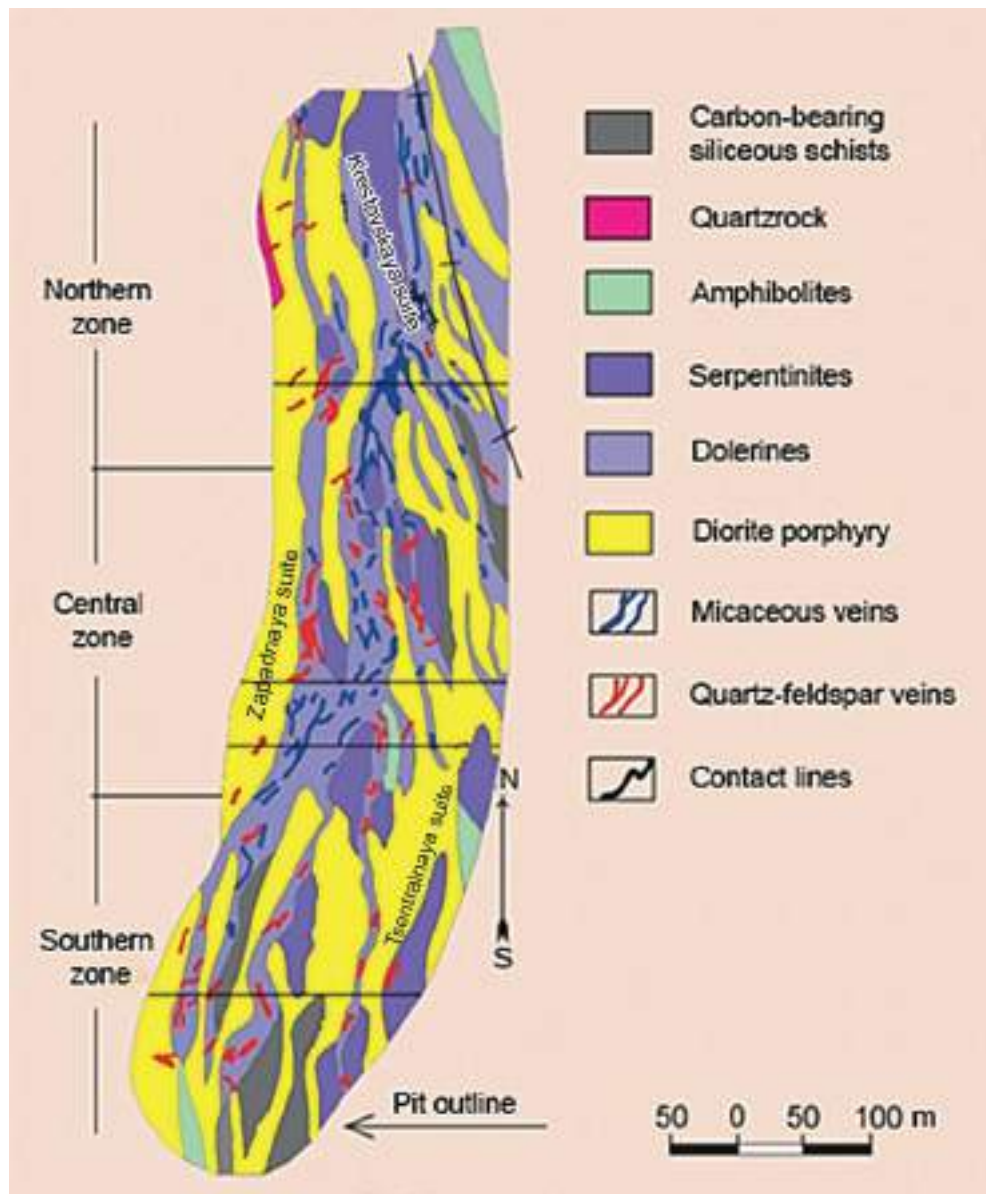 Carbon-bearing
siliceous schists
Quartzrock
Amphibolites
Serpentinites
Dolerines
Diorite porphyry
Micaceous veins
Quartz-feldspar veins
Contact lines
Northern
zone
Central
zone
Southern
zone
Krestovskaya suite
Zapadnaya suite
Tsentralnaya suite
N
S
Pit outline
50 0 50 100 m